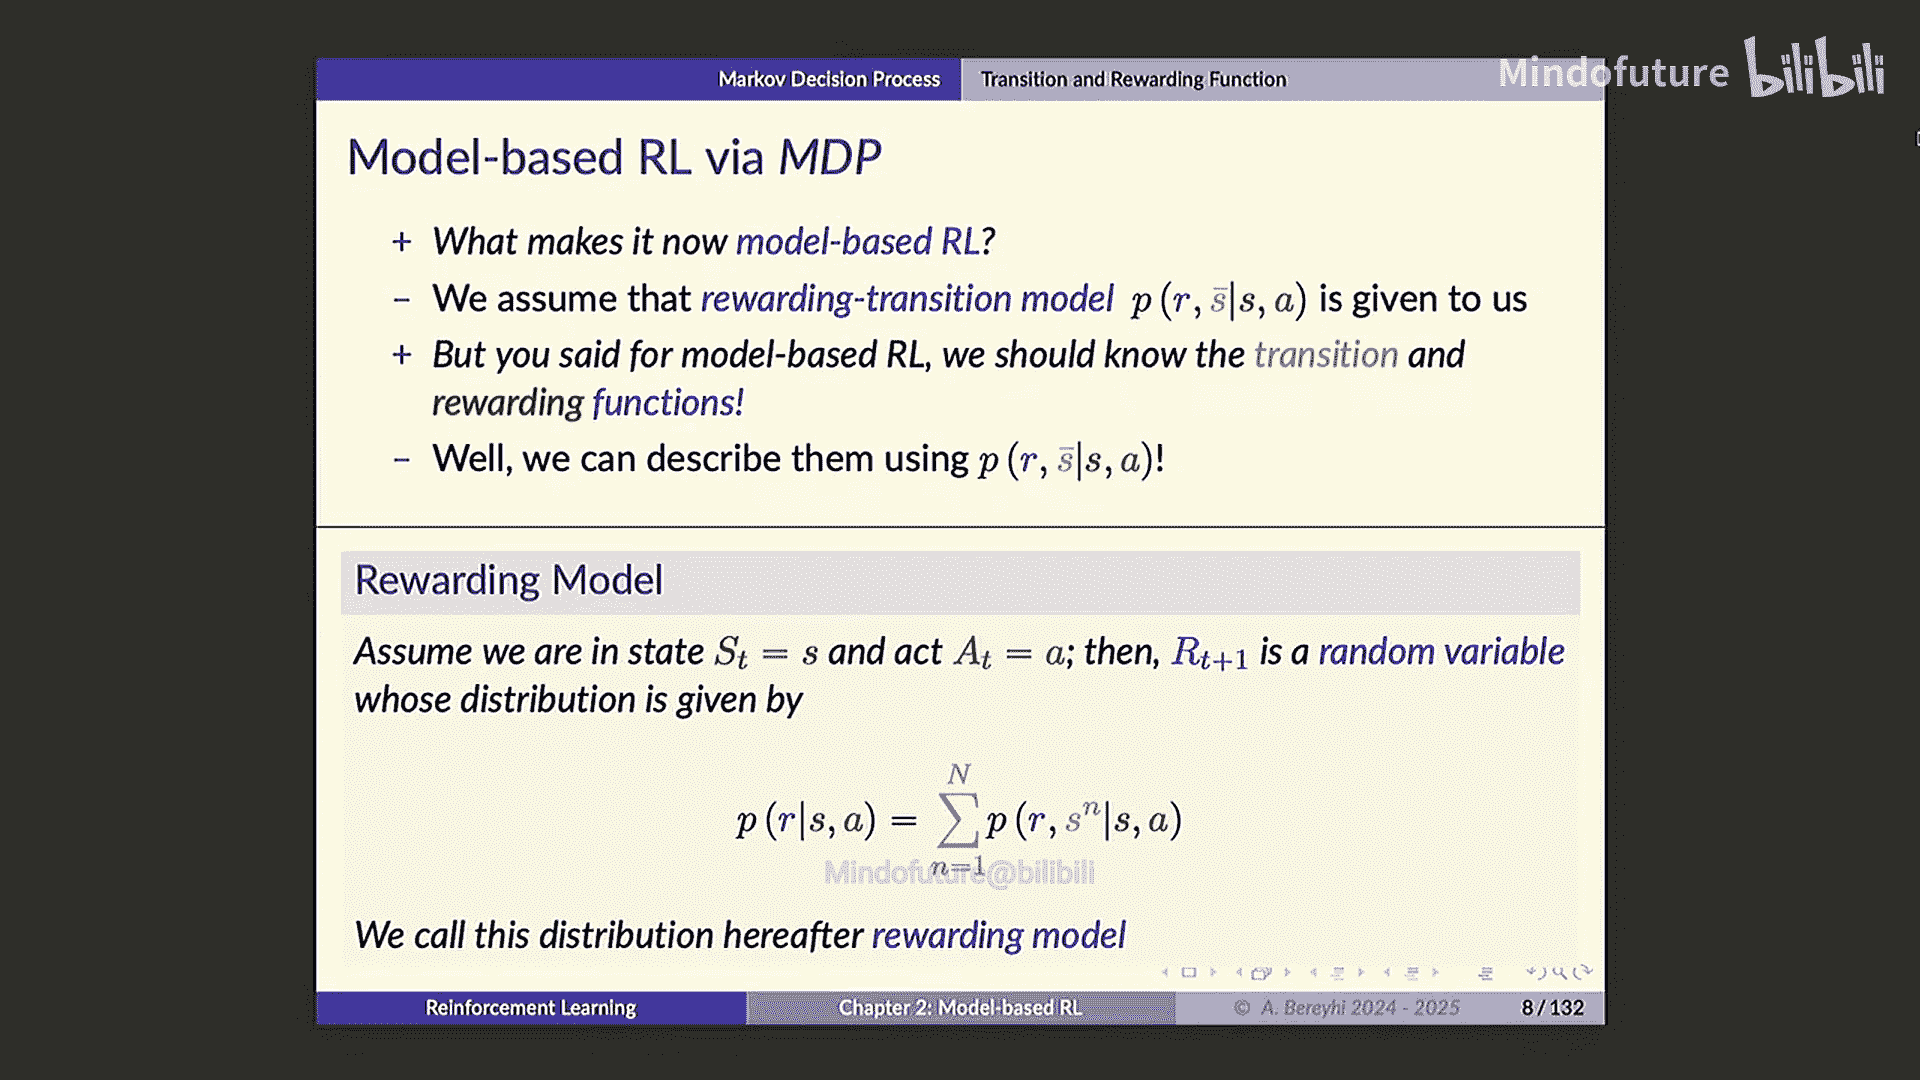 Markov Decision Process
Transition and Rewarding Function
Mindofuture bilibili
Model-based RL via MDP
+ What makes it now model-based RL?
– We assume that rewarding-transition model p (r, s̄|s, a) is given to us
+ But you said for model-based RL, we should know the transition and
rewarding functions!
– Well, we can describe them using p (r, s̄|s, a)!
Rewarding Model
Assume we are in state Sₜ = s and act Aₜ = a; then, Rₜ₊₁ is a random variable
whose distribution is given by
p (r|s, a) = ∑_{n=1}^{N} p (r, sⁿ|s, a)
Mindofuture@bilibili
We call this distribution hereafter rewarding model
Reinforcement Learning
Chapter 2: Model-based RL
© A. Bereyhi 2024 - 2025
8 / 132